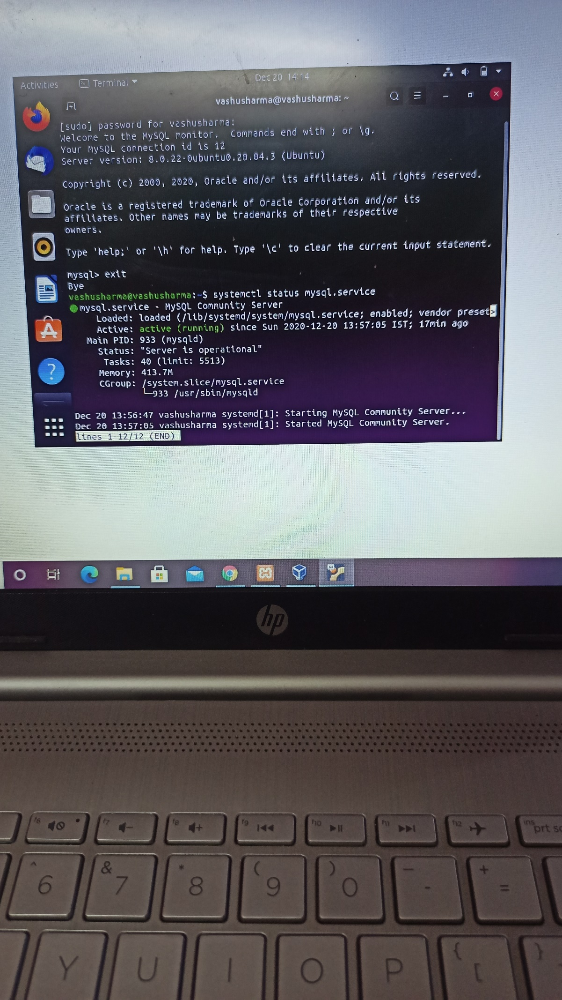 Activities
Terminal
Dec 20 14:14
vashusharma@vashusharma: ~
[sudo] password for vashusharma:
Welcome to the MySQL monitor.  Commands end with ; or \g.
Your MySQL connection id is 12
Server version: 8.0.22-0ubuntu0.20.04.3 (Ubuntu)
Copyright (c) 2000, 2020, Oracle and/or its affiliates. All rights reserved.
Oracle is a registered trademark of Oracle Corporation and/or its
affiliates. Other names may be trademarks of their respective
owners.
Type 'help;' or '\h' for help. Type '\c' to clear the current input statement.
mysql> exit
Bye
vashusharma@vashusharma:~$ systemctl status mysql.service
● mysql.service - MySQL Community Server
Loaded: loaded (/lib/systemd/system/mysql.service; enabled; vendor preset>
Active: active (running) since Sun 2020-12-20 13:57:05 IST; 17min ago
Main PID: 933 (mysqld)
Status: "Server is operational"
Tasks: 40 (limit: 5513)
Memory: 413.7M
CGroup: /system.slice/mysql.service
└─933 /usr/sbin/mysqld
Dec 20 13:56:47 vashusharma systemd[1]: Starting MySQL Community Server...
Dec 20 13:57:05 vashusharma systemd[1]: Started MySQL Community Server.
lines 1-12/12 (END)
64
hp
f6 f7 f8 f9 f10 f11 f12 ins prt sc
^ 6 & 7 * 8 ( 9 ) 0 — - + =
Y U I O P { [ }